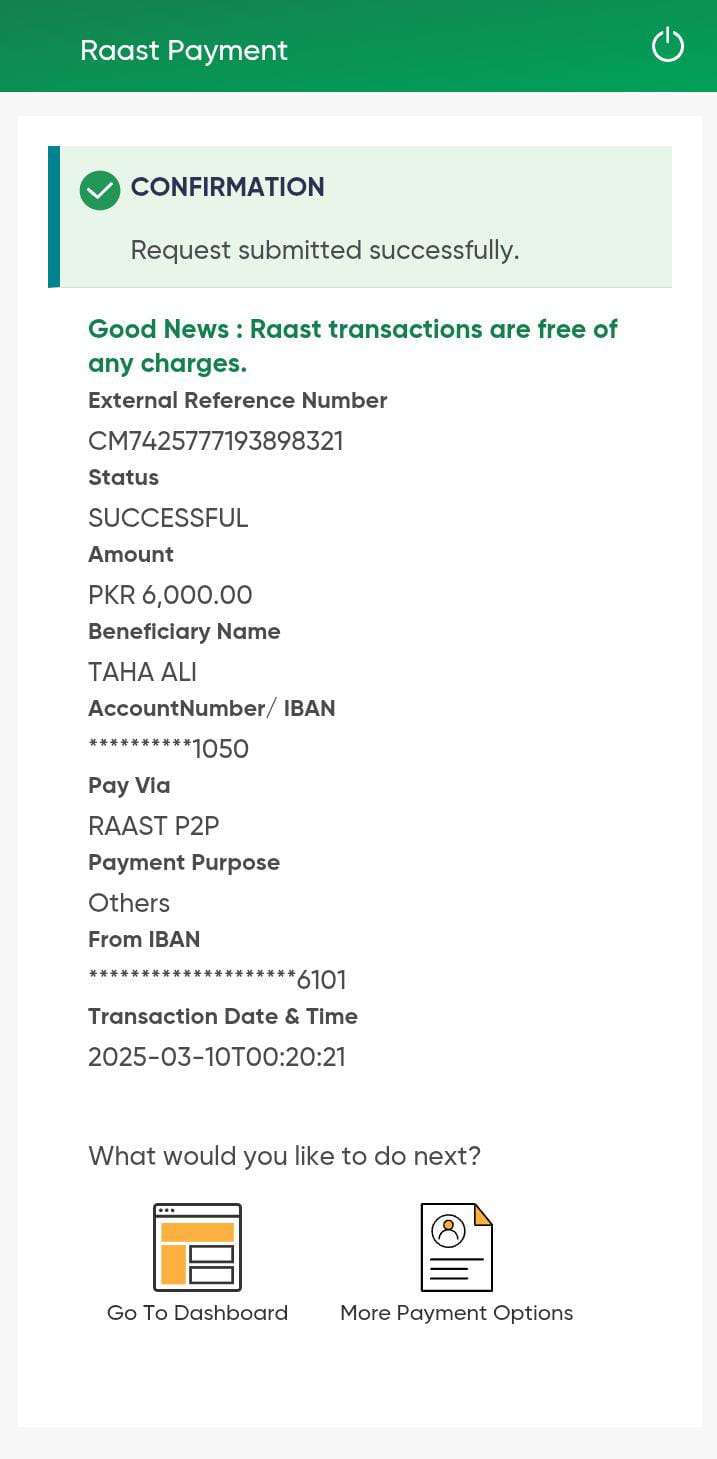 Raast Payment
CONFIRMATION
Request submitted successfully.
Good News : Raast transactions are free of
any charges.
External Reference Number
CM7425777193898321
Status
SUCCESSFUL
Amount
PKR 6,000.00
Beneficiary Name
TAHA ALI
AccountNumber/ IBAN
**********1050
Pay Via
RAAST P2P
Payment Purpose
Others
From IBAN
********************6101
Transaction Date & Time
2025-03-10T00:20:21
What would you like to do next?
Go To Dashboard
More Payment Options